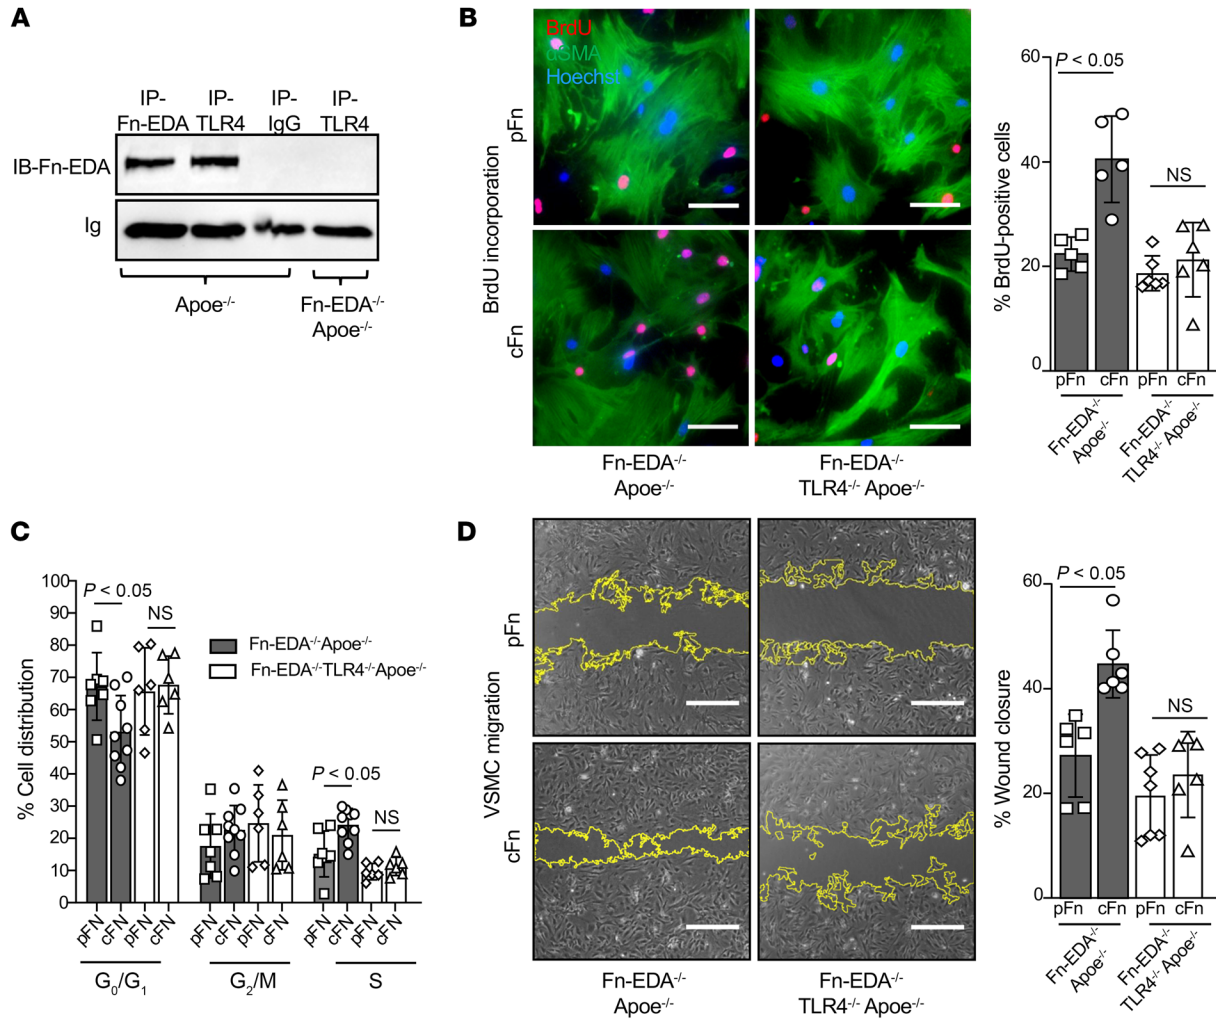 A
IP-
Fn-EDA
IP-
TLR4
IP-
IgG
IP-
TLR4
IB-Fn-EDA
Ig
Apoe⁻/⁻
Fn-EDA⁻/⁻
Apoe⁻/⁻
B
BrdU
αSMA
Hoechst
BrdU incorporation
pFn
cFn
Fn-EDA⁻/⁻
Apoe⁻/⁻
Fn-EDA⁻/⁻
TLR4⁻/⁻ Apoe⁻/⁻
% BrdU-positive cells
60
40
20
0
P < 0.05
NS
pFn cFn pFn cFn
Fn-EDA⁻/⁻
Apoe⁻/⁻
Fn-EDA⁻/⁻
TLR4⁻/⁻ Apoe⁻/⁻
C
% Cell distribution
100
90
80
70
60
50
40
30
20
10
0
P < 0.05
NS
Fn-EDA⁻/⁻Apoe⁻/⁻
Fn-EDA⁻/⁻TLR4⁻/⁻Apoe⁻/⁻
P < 0.05
NS
pFN cFN pFN cFN pFN cFN pFN cFN pFN cFN pFN cFN
G₀/G₁ G₂/M S
D
VSMC migration
pFn
cFn
Fn-EDA⁻/⁻
Apoe⁻/⁻
Fn-EDA⁻/⁻
TLR4⁻/⁻ Apoe⁻/⁻
% Wound closure
60
40
20
0
P < 0.05
NS
pFn cFn pFn cFn
Fn-EDA⁻/⁻
Apoe⁻/⁻
Fn-EDA⁻/⁻
TLR4⁻/⁻ Apoe⁻/⁻